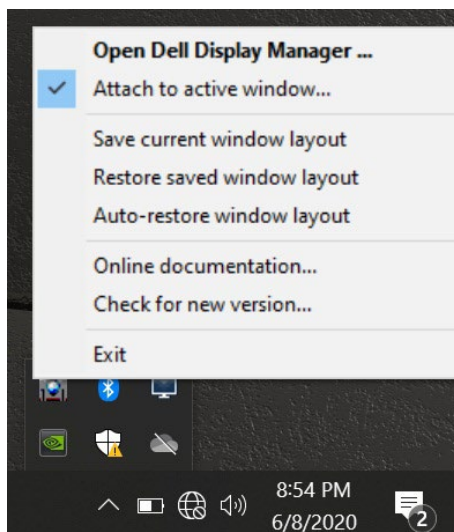 Open Dell Display Manager ...
Attach to active window...
Save current window layout
Restore saved window layout
Auto-restore window layout
Online documentation...
Check for new version...
Exit
8:54 PM
6/8/2020
2